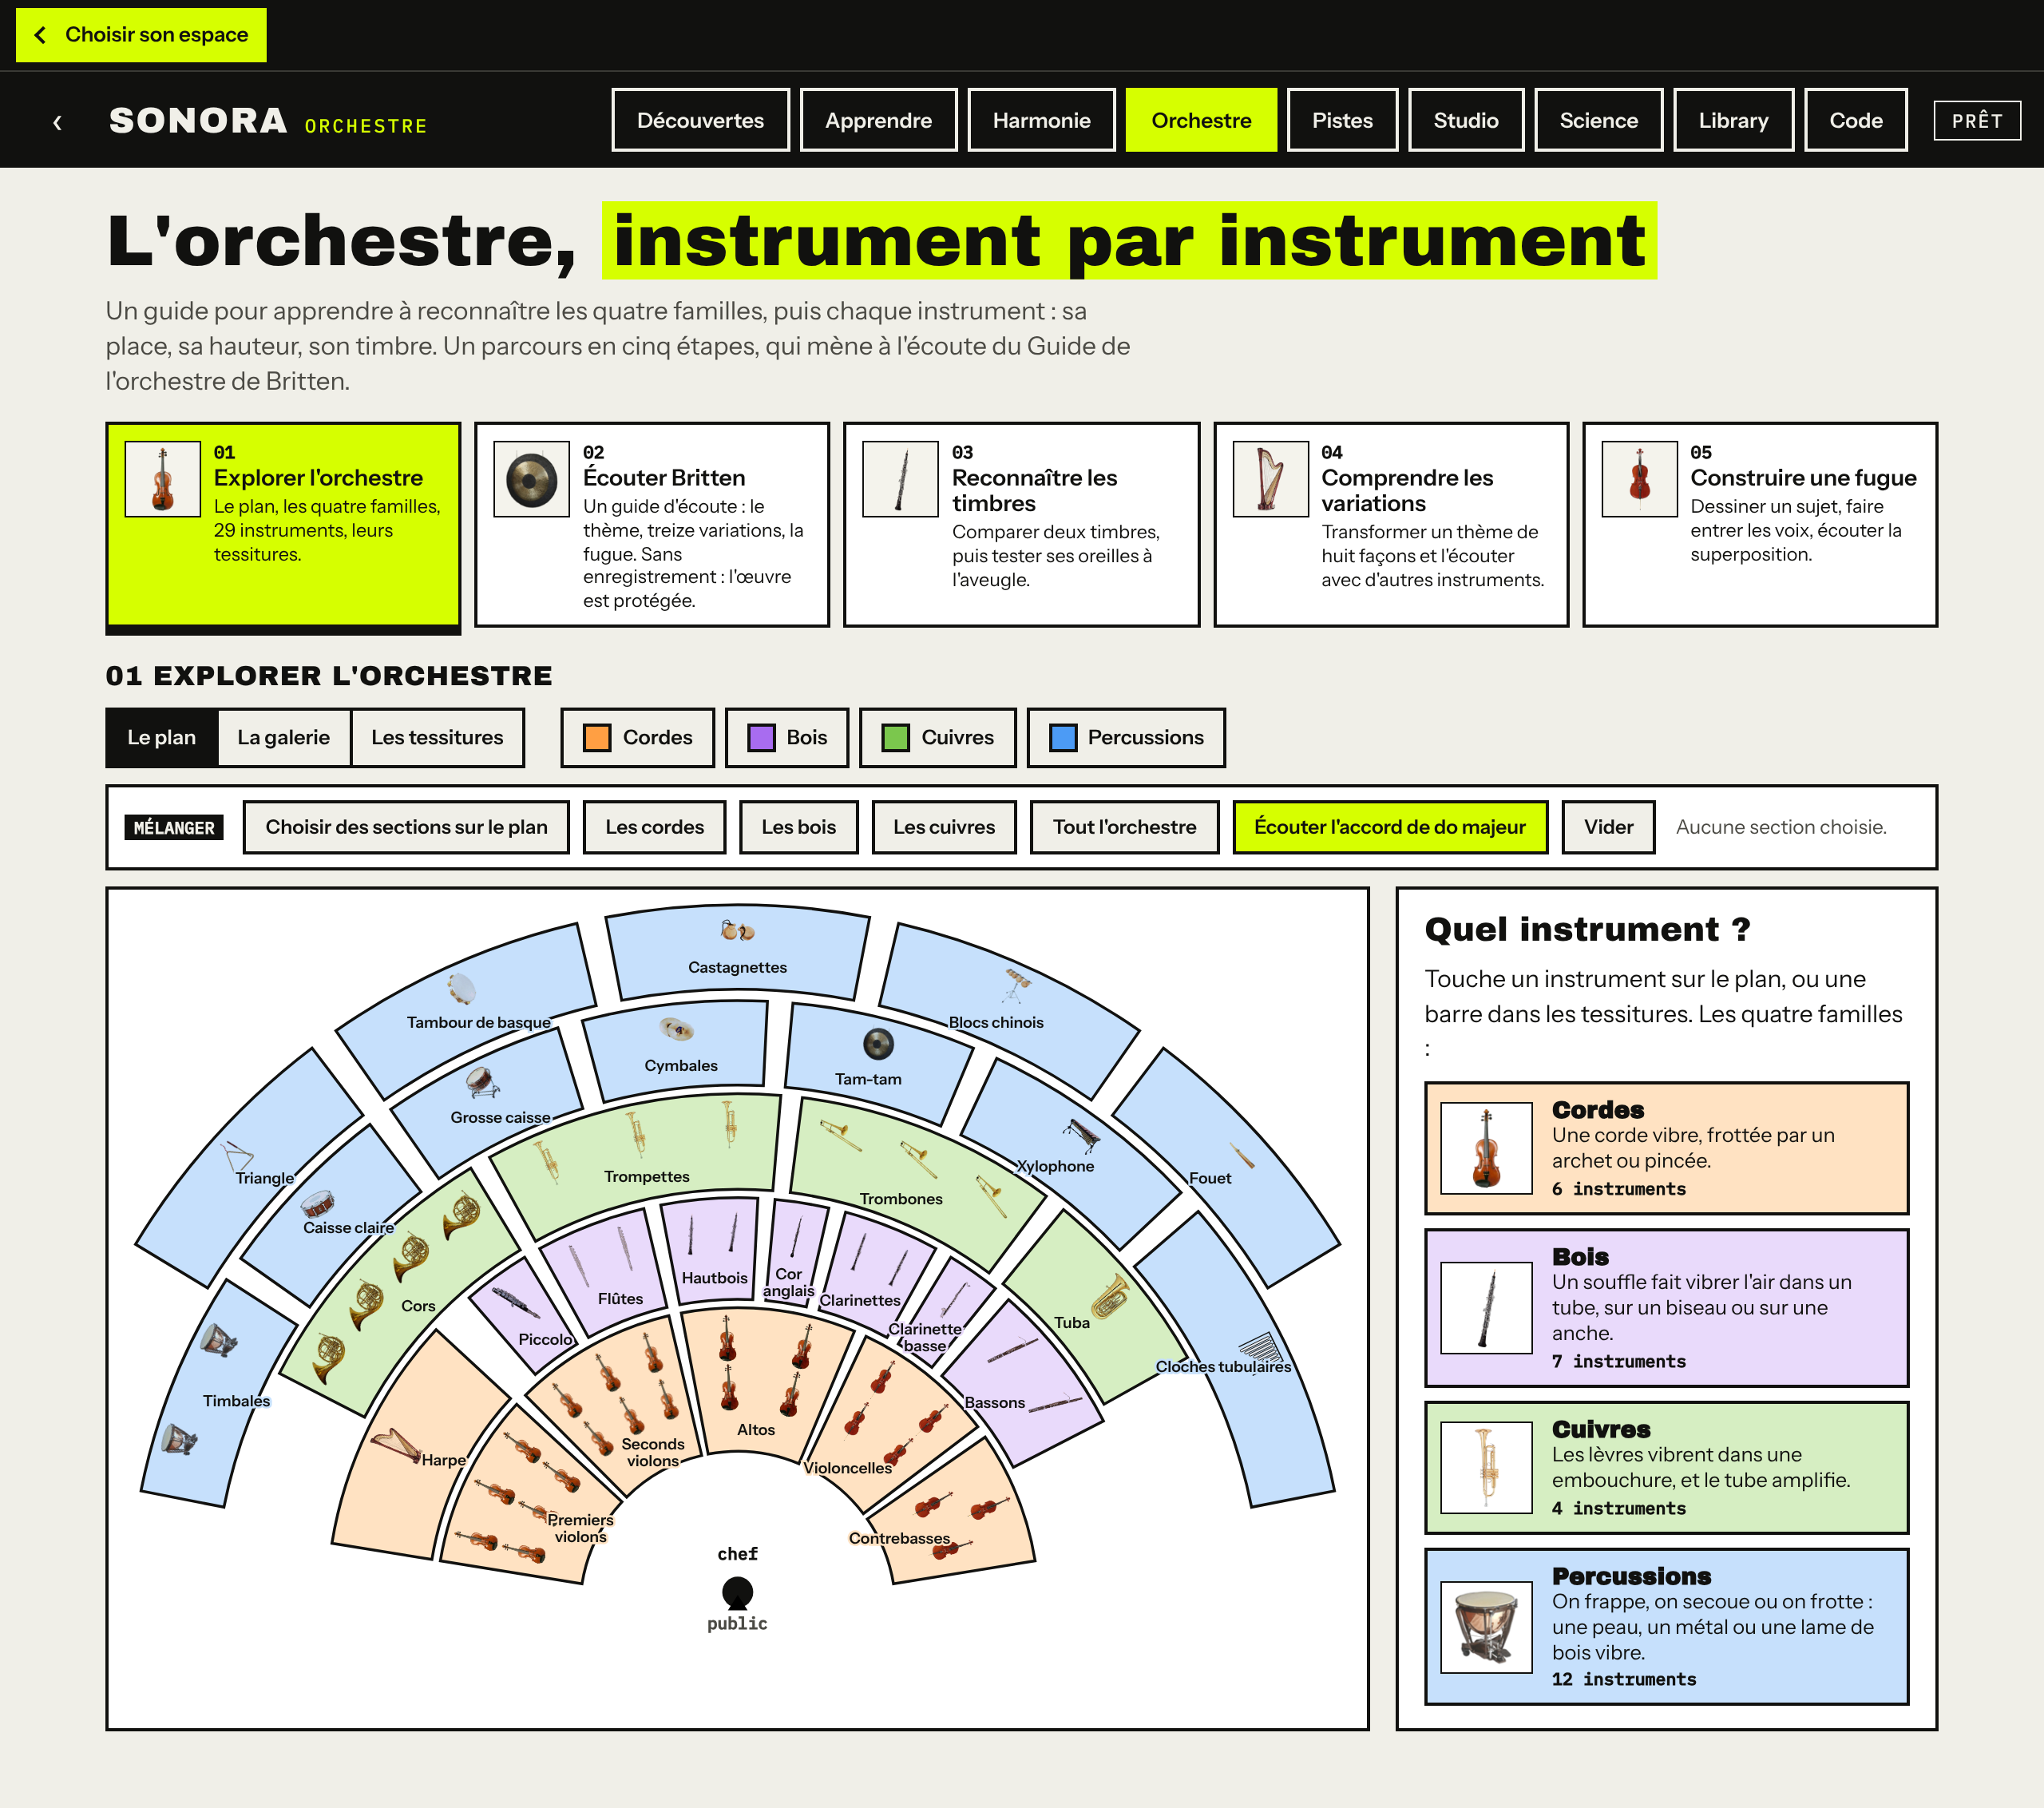 Choisir son espace
SONORA ORCHESTRE
Découvertes
Apprendre
Harmonie
Orchestre
Pistes
Studio
Science
Library
Code
PRÊT
L'orchestre, instrument par instrument
Un guide pour apprendre à reconnaître les quatre familles, puis chaque instrument : sa
place, sa hauteur, son timbre. Un parcours en cinq étapes, qui mène à l'écoute du Guide de
l'orchestre de Britten.
01
Explorer l'orchestre
Le plan, les quatre familles,
29 instruments, leurs
tessitures.
02
Écouter Britten
Un guide d'écoute : le
thème, treize variations, la
fugue. Sans
enregistrement : l'œuvre
est protégée.
03
Reconnaître les
timbres
Comparer deux timbres,
puis tester ses oreilles à
l'aveugle.
04
Comprendre les
variations
Transformer un thème de
huit façons et l'écouter
avec d'autres instruments.
05
Construire une fugue
Dessiner un sujet, faire
entrer les voix, écouter la
superposition.
01 EXPLORER L'ORCHESTRE
Le plan
La galerie
Les tessitures
Cordes
Bois
Cuivres
Percussions
MÉLANGER
Choisir des sections sur le plan
Les cordes
Les bois
Les cuivres
Tout l'orchestre
Écouter l'accord de do majeur
Vider
Aucune section choisie.
Castagnettes
Tambour de basque
Blocs chinois
Cymbales
Tam-tam
Grosse caisse
Triangle
Xylophone
Fouet
Trompettes
Trombones
Caisse claire
Cors
Flûtes
Hautbois
Cor
anglais
Clarinettes
Piccolo
Clarinette
basse
Tuba
Cloches tubulaires
Timbales
Harpe
Seconds
violons
Altos
Violoncelles
Bassons
Premiers
violons
Contrebasses
chef
public
Quel instrument ?
Touche un instrument sur le plan, ou une
barre dans les tessitures. Les quatre familles
:
Cordes
Une corde vibre, frottée par un
archet ou pincée.
6 instruments
Bois
Un souffle fait vibrer l'air dans un
tube, sur un biseau ou sur une
anche.
7 instruments
Cuivres
Les lèvres vibrent dans une
embouchure, et le tube amplifie.
4 instruments
Percussions
On frappe, on secoue ou on frotte :
une peau, un métal ou une lame de
bois vibre.
12 instruments